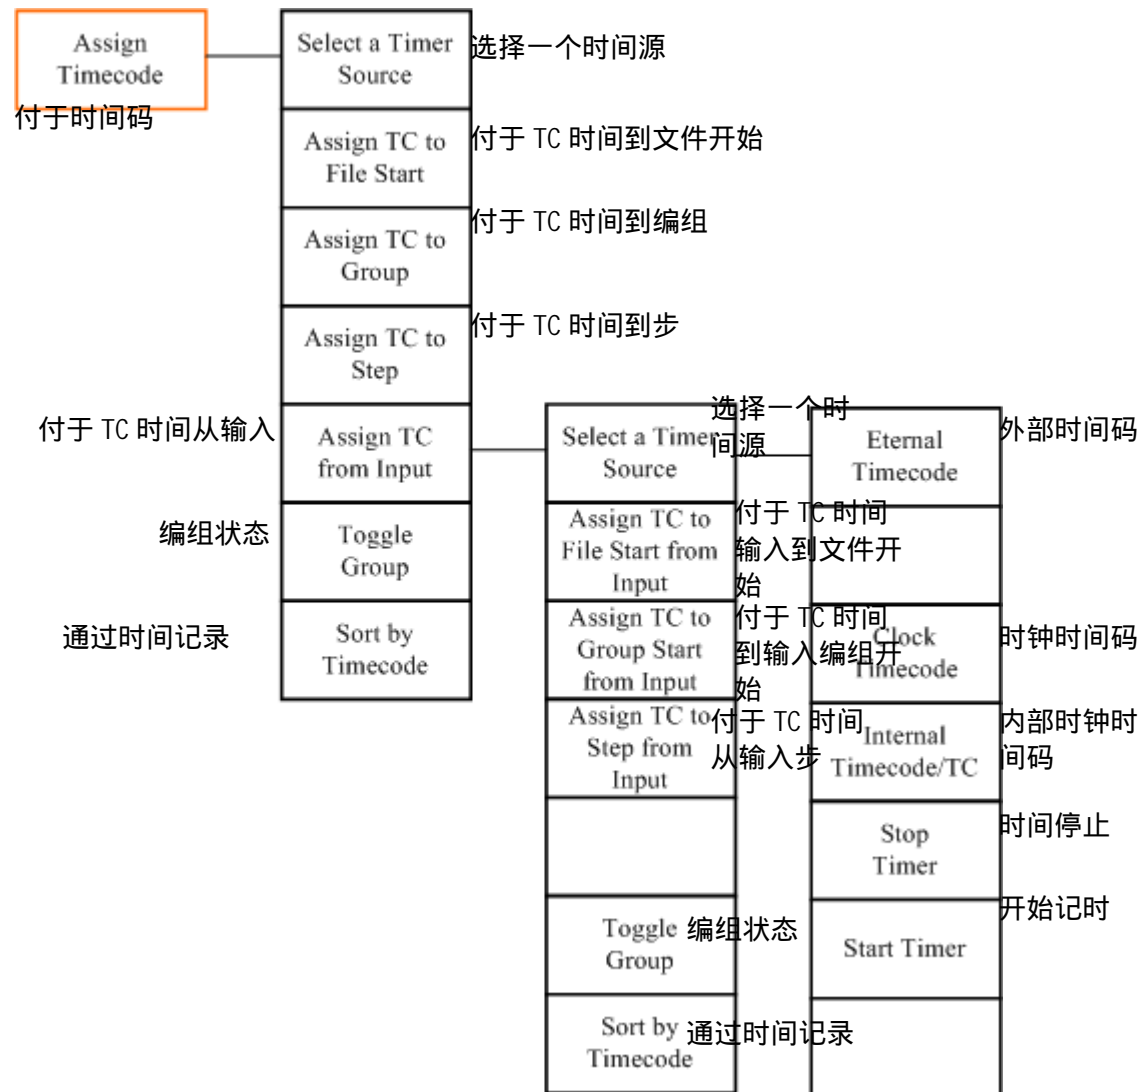 Assign
Timecode
付于时间码
Select a Timer
Source
选择一个时间源
Assign TC to
File Start
付于 TC 时间到文件开始
Assign TC to
Group
付于 TC 时间到编组
Assign TC to
Step
付于 TC 时间到步
付于 TC 时间从输入
Assign TC
from Input
编组状态
Toggle
Group
通过时间记录
Sort by
Timecode
Select a Timer
Source
选择一个时
间源
Assign TC to
File Start from
Input
付于 TC 时间
输入到文件开
始
Assign TC to
Group Start
from Input
付于 TC 时间
到输入编组开
始
Assign TC to
Step from
Input
付于 TC 时间
从输入步
Toggle
Group
编组状态
Sort by
Timecode
通过时间记录
Eternal
Timecode
外部时间码
Clock
Timecode
时钟时间码
Internal
Timecode/TC
内部时钟时
间码
Stop
Timer
时间停止
Start Timer
开始记时